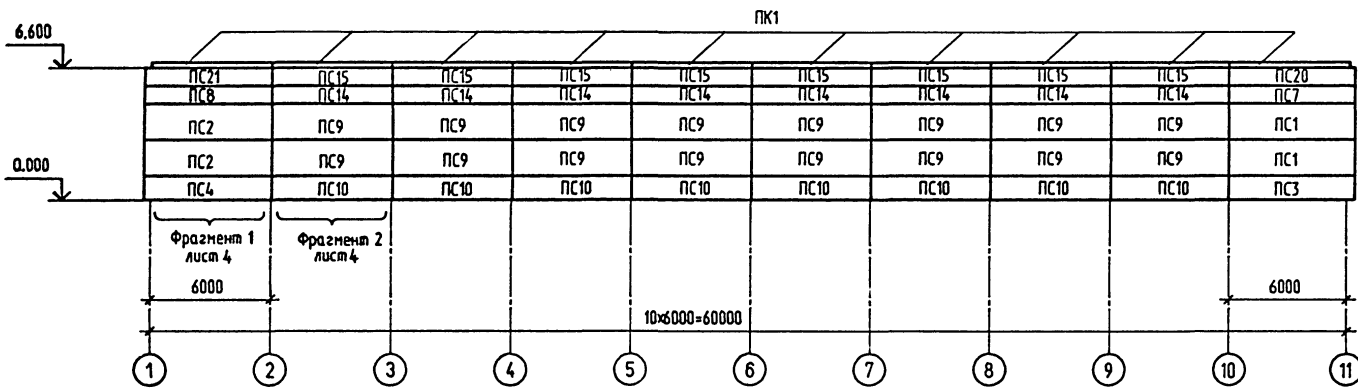 ПК1
6,600
ПС21 ПС15 ПС15 ПС15 ПС15 ПС15 ПС15 ПС15 ПС15 ПС20
ПС8 ПС14 ПС14 ПС14 ПС14 ПС14 ПС14 ПС14 ПС14 ПС7
ПС2 ПС9 ПС9 ПС9 ПС9 ПС9 ПС9 ПС9 ПС9 ПС1
0.000
ПС2 ПС9 ПС9 ПС9 ПС9 ПС9 ПС9 ПС9 ПС9 ПС1
ПС4 ПС10 ПС10 ПС10 ПС10 ПС10 ПС10 ПС10 ПС10 ПС3
Фрагмент 1
лист 4
Фрагмент 2
лист 4
6000
6000
10×6000=60000
1 2 3 4 5 6 7 8 9 10 11